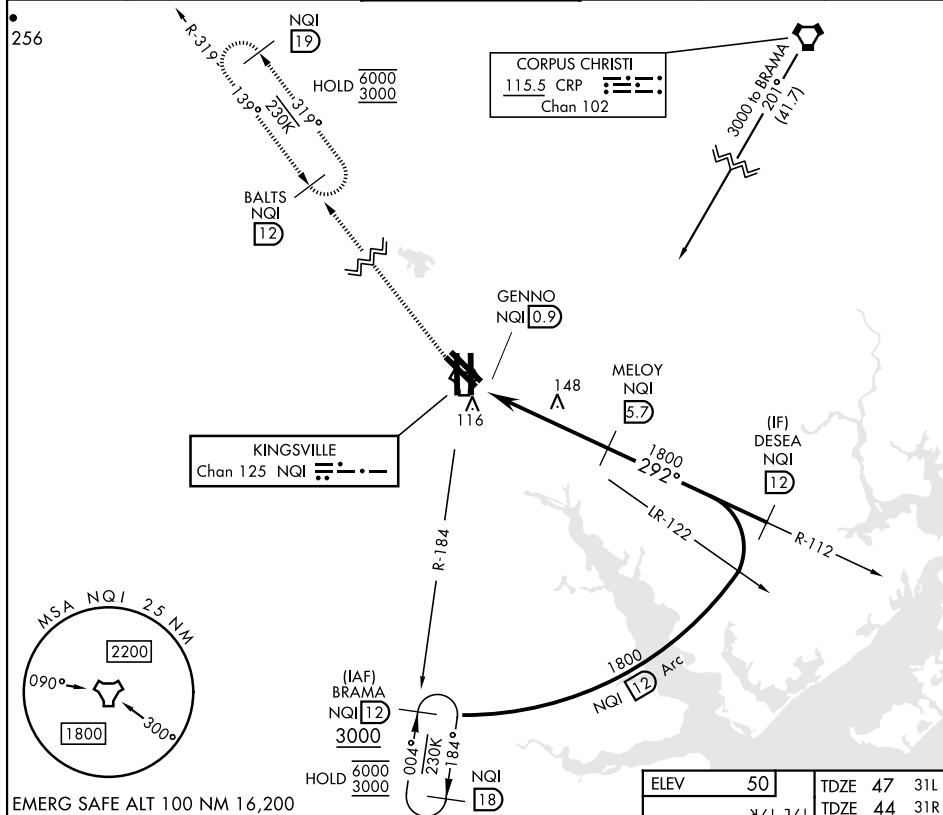 256
R-319°
NQI
19
HOLD 6000
3000
139°
319°
230K
BALTS
NQI
12
CORPUS CHRISTI
115.5 CRP
Chan 102
3000 to BRAMA
201°
(41.7)
GENNO
NQI 0.9
148
116
MELOY
NQI
5.7
(IF)
DESEA
NQI
12
KINGSVILLE
Chan 125 NQI
1800
292°
R-112
LR-122
R-184
1800
NQI 12 Arc
MSA NQI 25 NM
2200
090°
1800
300°
(IAF)
BRAMA
NQI 12
3000
HOLD 6000
3000
004°
230K
184°
NQI
18
EMERG SAFE ALT 100 NM 16,200
ELEV 50
TDZE 47 31L
TDZE 44 31R